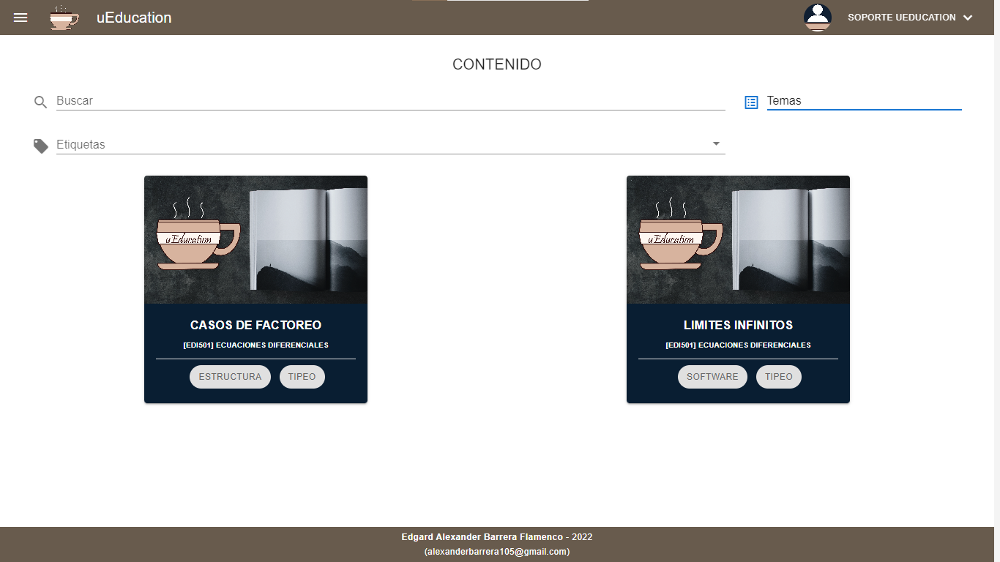 uEducation
SOPORTE UEDUCATION
CONTENIDO
Buscar
Temas
Etiquetas
uEducation
CASOS DE FACTOREO
[EDI501] ECUACIONES DIFERENCIALES
ESTRUCTURA TIPEO
uEducation
LIMITES INFINITOS
[EDI501] ECUACIONES DIFERENCIALES
SOFTWARE TIPEO
Edgard Alexander Barrera Flamenco - 2022
(alexanderbarrera105@gmail.com)